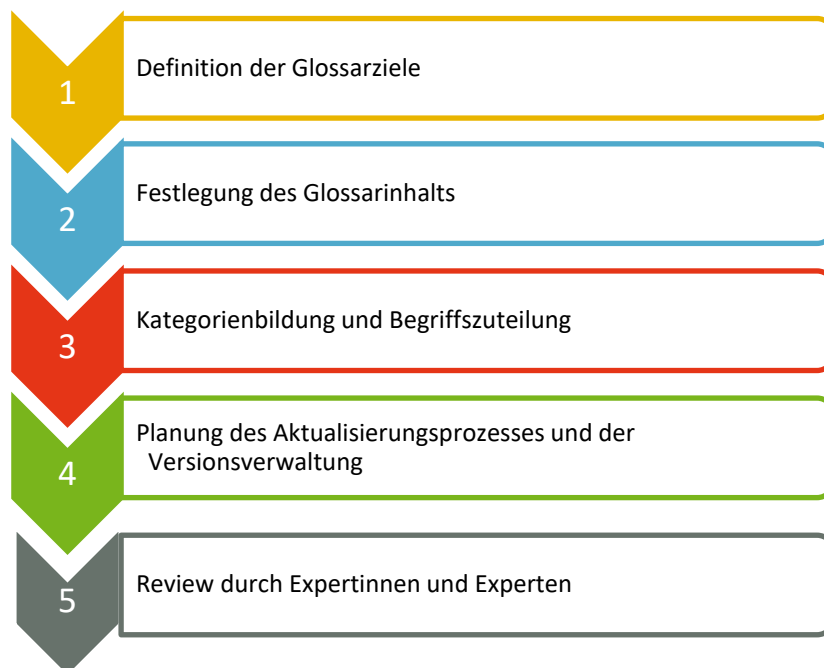 1
Definition der Glossarziele
2
Festlegung des Glossarinhalts
3
Kategorienbildung und Begriffszuteilung
4
Planung des Aktualisierungsprozesses und der
Versionsverwaltung
5
Review durch Expertinnen und Experten